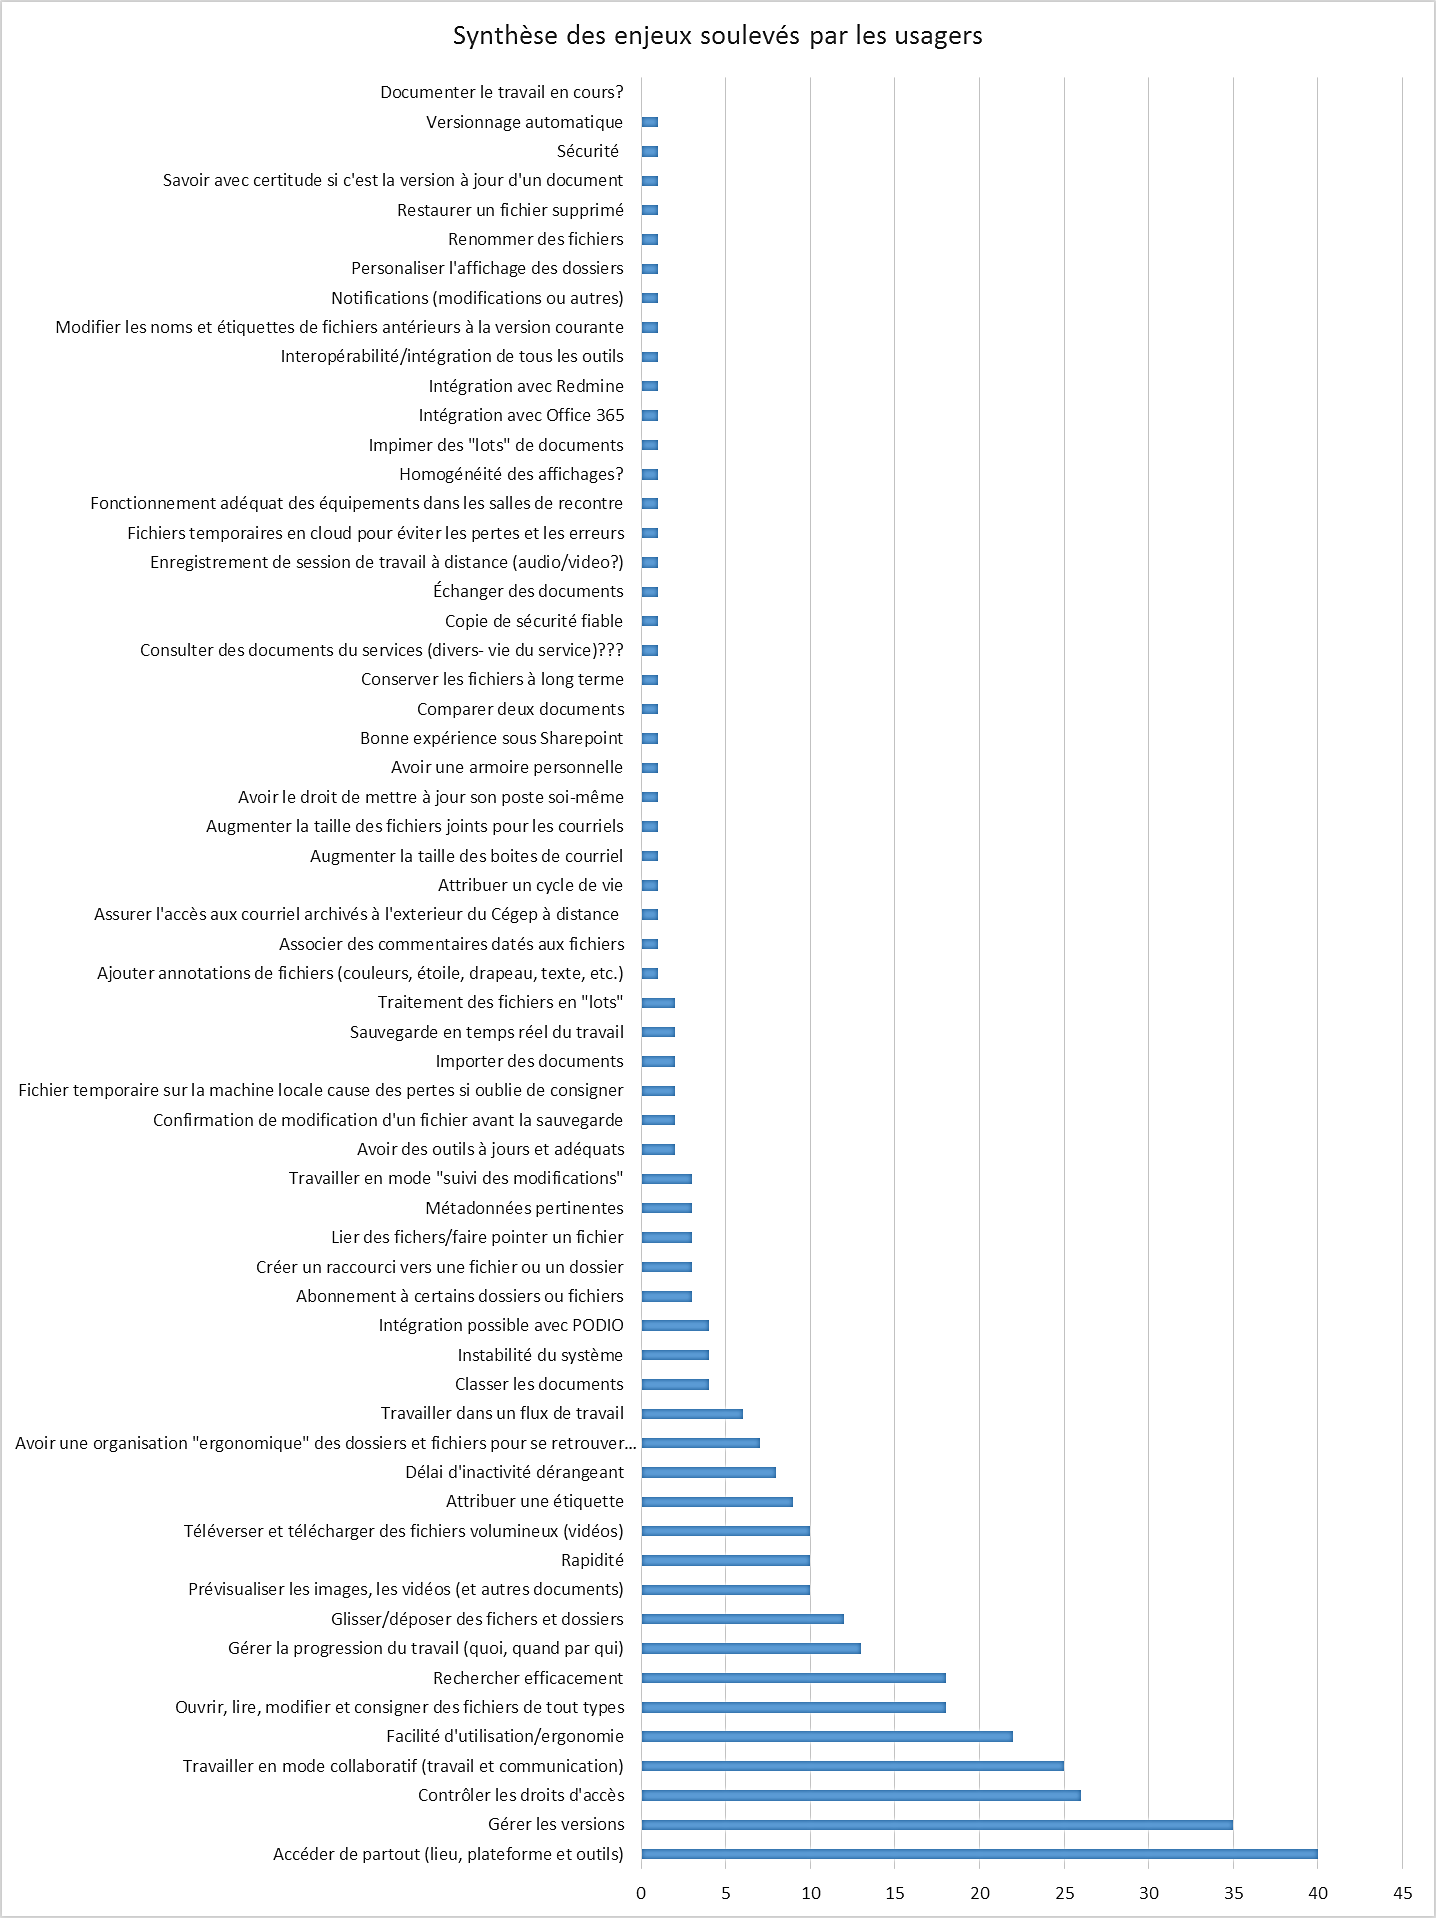 Synthèse des enjeux soulevés par les usagers
Documenter le travail en cours?
Versionnage automatique
Sécurité
Savoir avec certitude si c'est la version à jour d'un document
Restaurer un fichier supprimé
Renommer des fichiers
Personaliser l'affichage des dossiers
Notifications (modifications ou autres)
Modifier les noms et étiquettes de fichiers antérieurs à la version courante
Interopérabilité/intégration de tous les outils
Intégration avec Redmine
Intégration avec Office 365
Impimer des "lots" de documents
Homogénéité des affichages?
Fonctionnement adéquat des équipements dans les salles de recontre
Fichiers temporaires en cloud pour éviter les pertes et les erreurs
Enregistrement de session de travail à distance (audio/video?)
Échanger des documents
Copie de sécurité fiable
Consulter des documents du services (divers- vie du service)???
Conserver les fichiers à long terme
Comparer deux documents
Bonne expérience sous Sharepoint
Avoir une armoire personnelle
Avoir le droit de mettre à jour son poste soi-même
Augmenter la taille des fichiers joints pour les courriels
Augmenter la taille des boites de courriel
Attribuer un cycle de vie
Assurer l'accès aux courriel archivés à l'exterieur du Cégep à distance
Associer des commentaires datés aux fichiers
Ajouter annotations de fichiers (couleurs, étoile, drapeau, texte, etc.)
Traitement des fichiers en "lots"
Sauvegarde en temps réel du travail
Importer des documents
Fichier temporaire sur la machine locale cause des pertes si oublie de consigner
Confirmation de modification d'un fichier avant la sauvegarde
Avoir des outils à jours et adéquats
Travailler en mode "suivi des modifications"
Métadonnées pertinentes
Lier des fichers/faire pointer un fichier
Créer un raccourci vers une fichier ou un dossier
Abonnement à certains dossiers ou fichiers
Intégration possible avec PODIO
Instabilité du système
Classer les documents
Travailler dans un flux de travail
Avoir une organisation "ergonomique" des dossiers et fichiers pour se retrouver...
Délai d'inactivité dérangeant
Attribuer une étiquette
Téléverser et télécharger des fichiers volumineux (vidéos)
Rapidité
Prévisualiser les images, les vidéos (et autres documents)
Glisser/déposer des fichers et dossiers
Gérer la progression du travail (quoi, quand par qui)
Rechercher efficacement
Ouvrir, lire, modifier et consigner des fichiers de tout types
Facilité d'utilisation/ergonomie
Travailler en mode collaboratif (travail et communication)
Contrôler les droits d'accès
Gérer les versions
Accéder de partout (lieu, plateforme et outils)
0 5 10 15 20 25 30 35 40 45